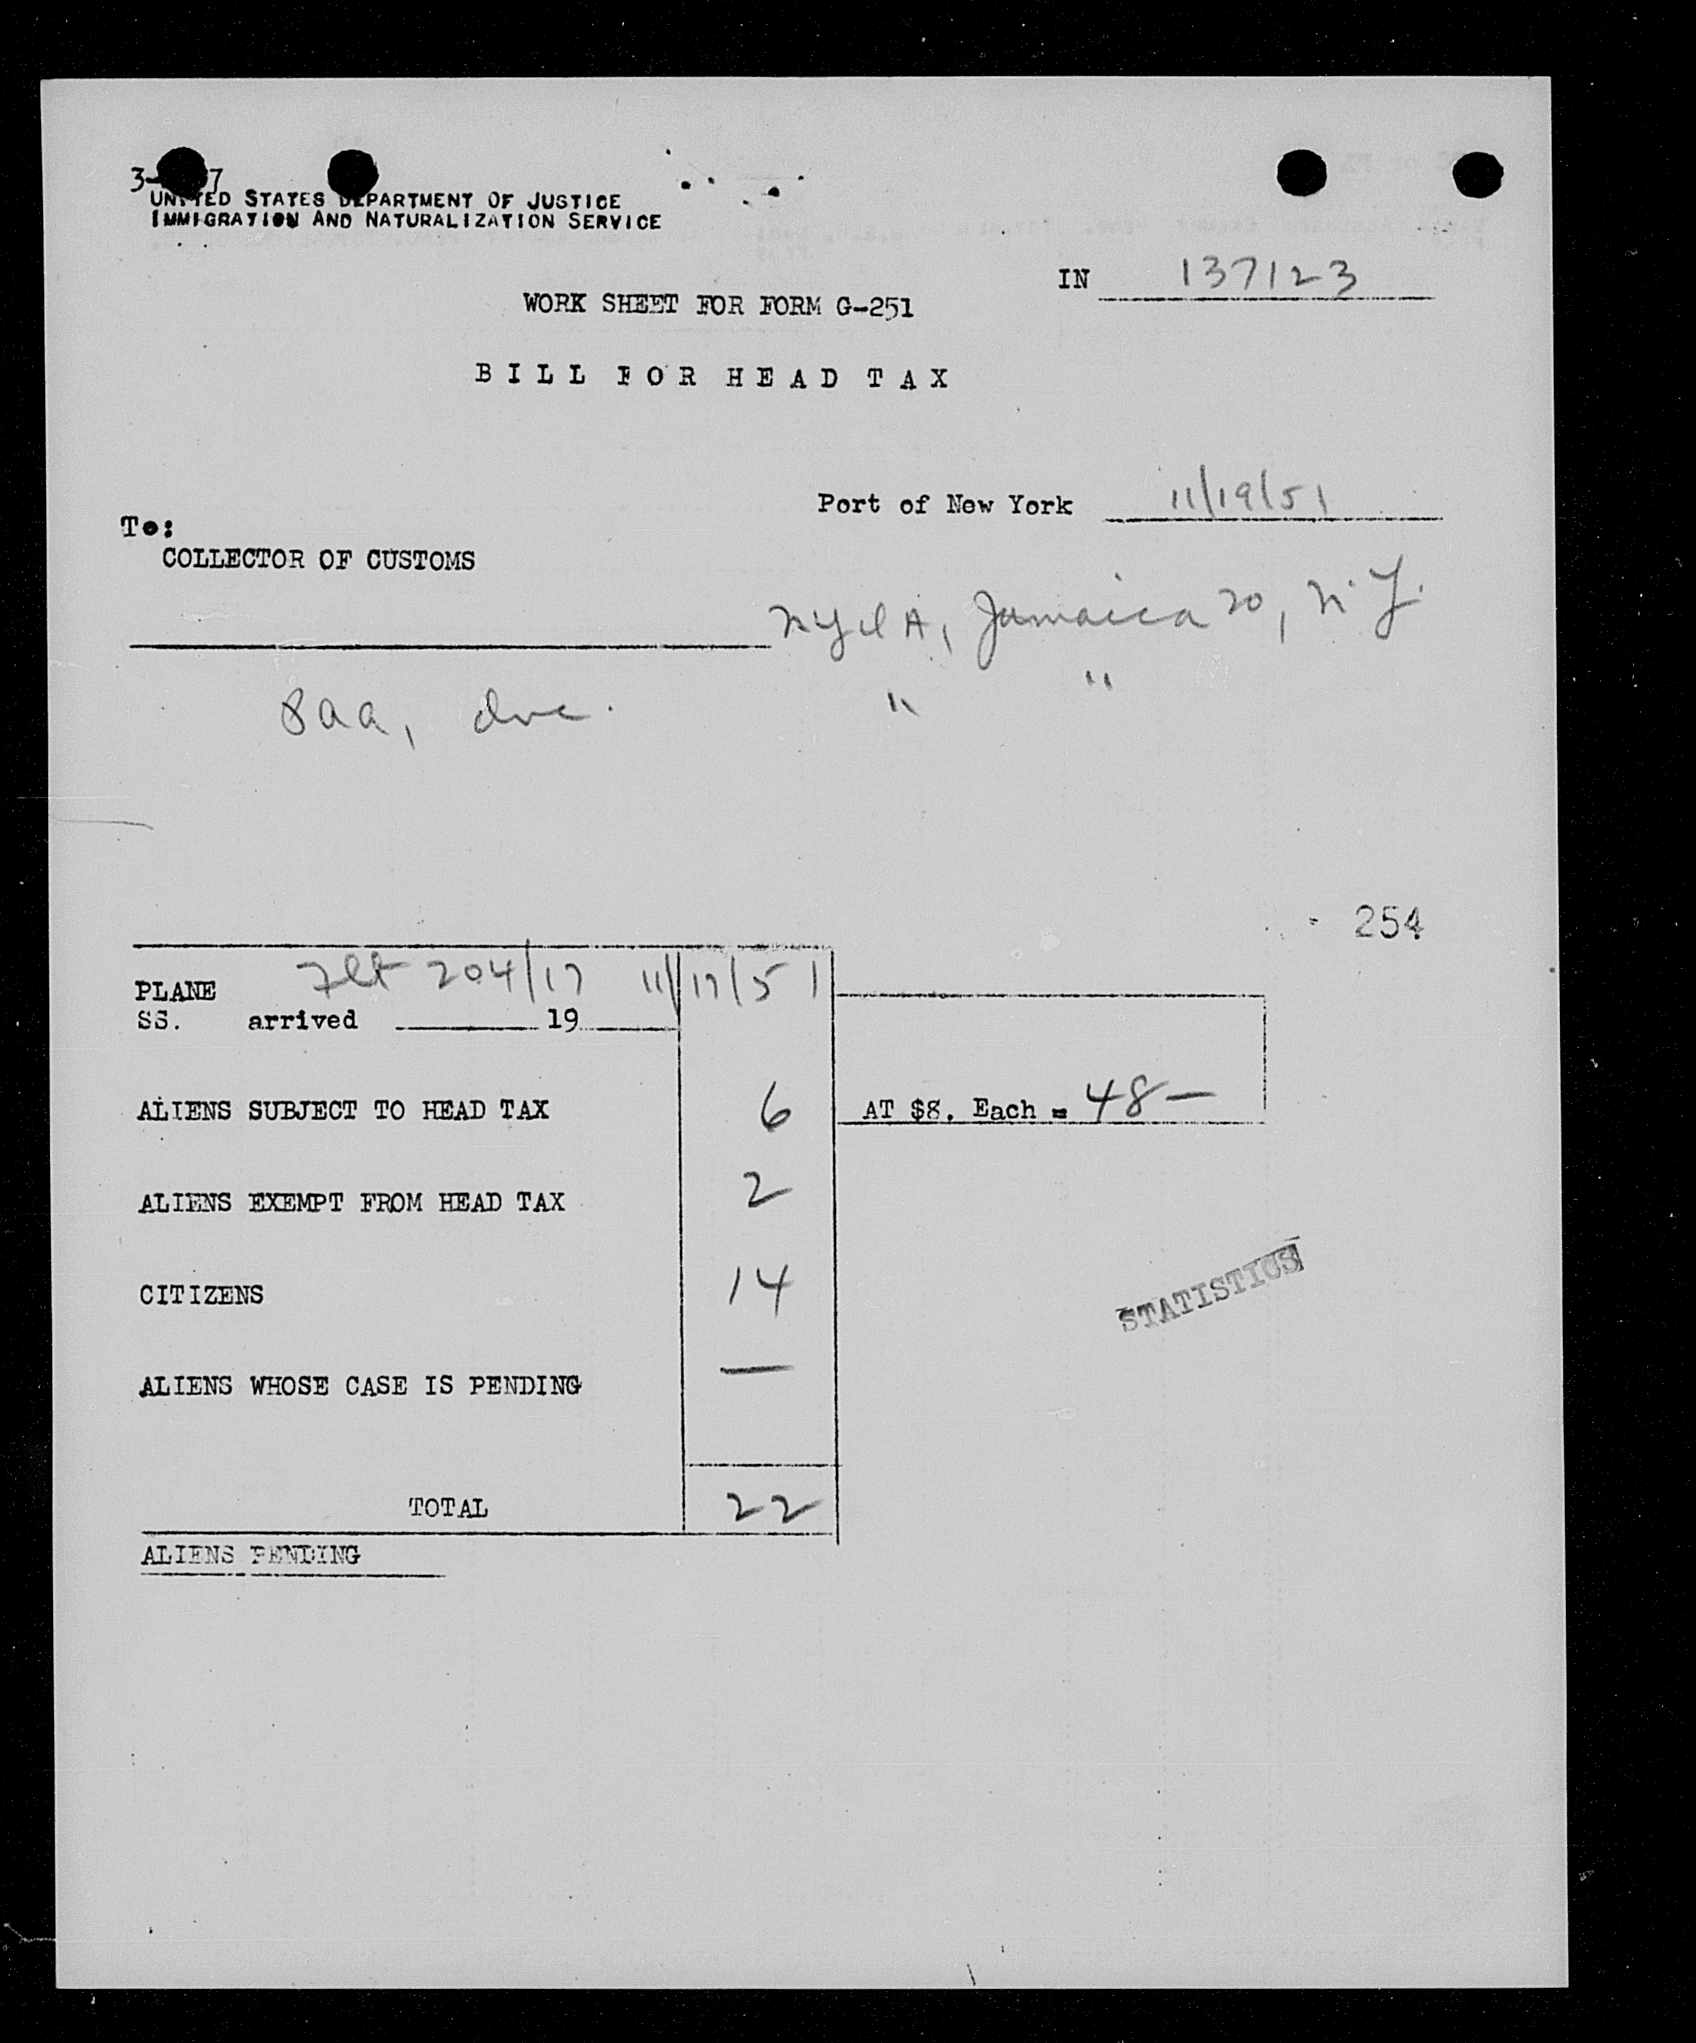 UNITED STATES DEPARTMENT OF JUSTICE
IMMIGRATION AND NATURALIZATION SERVICE
IN 137123
WORK SHEET FOR FORM G-251
BILL FOR HEAD TAX
Port of New York 11/19/51
To:
COLLECTOR OF CUSTOMS
NYIA, Jamaica 20, N.Y.
SAA, Inc. " "
254
PLANE Flt 204/17 11/17/51
SS. arrived 19
ALIENS SUBJECT TO HEAD TAX 6 AT $8. Each = 48-
ALIENS EXEMPT FROM HEAD TAX 2
CITIZENS 14
STATISTICS
ALIENS WHOSE CASE IS PENDING —
TOTAL 22
ALIENS PENDING